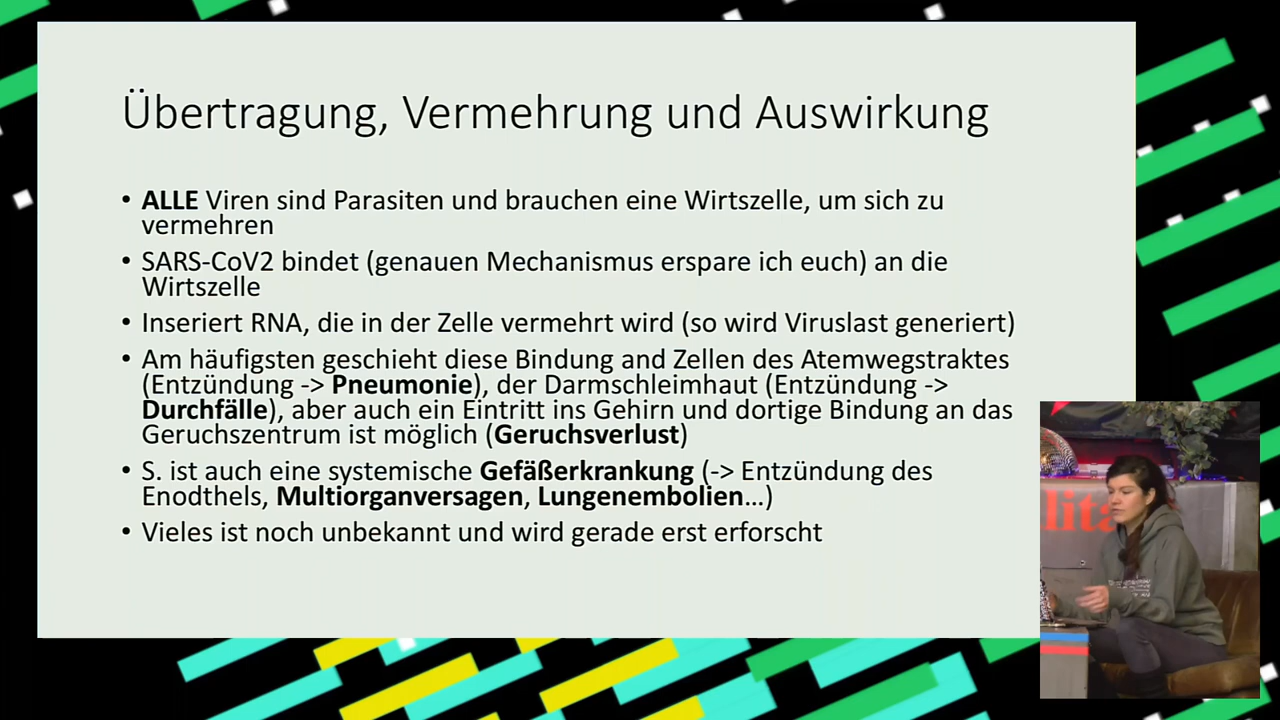 Übertragung, Vermehrung und Auswirkung
• ALLE Viren sind Parasiten und brauchen eine Wirtszelle, um sich zu
vermehren
• SARS-CoV2 bindet (genauen Mechanismus erspare ich euch) an die
Wirtszelle
• Inseriert RNA, die in der Zelle vermehrt wird (so wird Viruslast generiert)
• Am häufigsten geschieht diese Bindung and Zellen des Atemwegstraktes
(Entzündung -> Pneumonie), der Darmschleimhaut (Entzündung ->
Durchfälle), aber auch ein Eintritt ins Gehirn und dortige Bindung an das
Geruchszentrum ist möglich (Geruchsverlust)
• S. ist auch eine systemische Gefäßerkrankung (-> Entzündung des
Enodthels, Multiorganversagen, Lungenembolien...)
• Vieles ist noch unbekannt und wird gerade erst erforscht